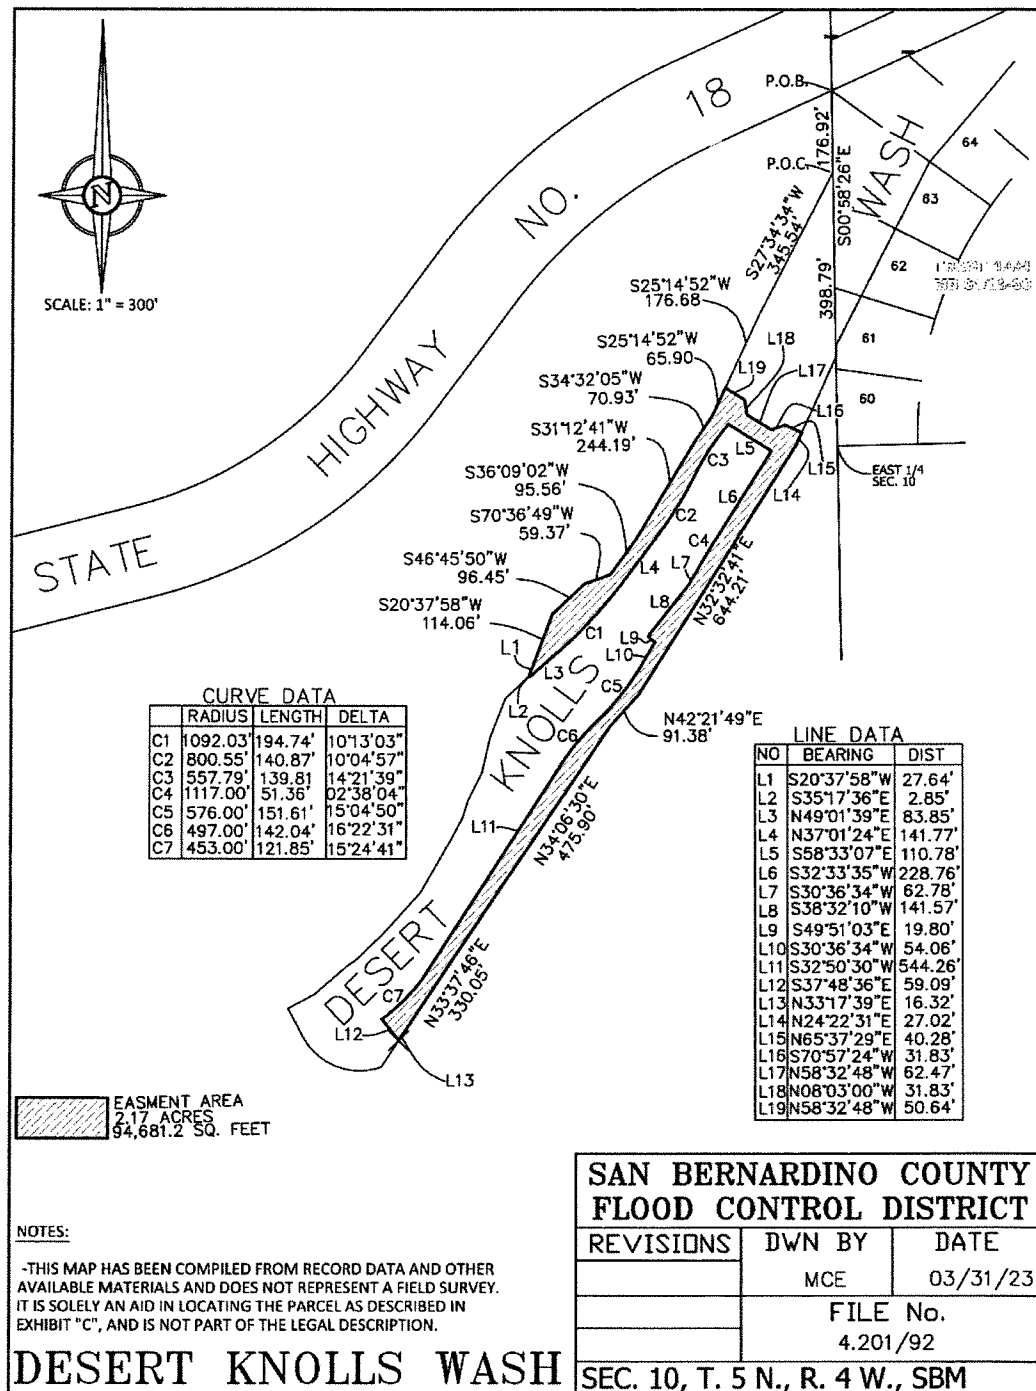 18
NO.
HIGHWAY
STATE
N
SCALE: 1" = 300'
P.O.B.
176.92'
P.O.C.
S00°58'26"E
398.79'
WASH
64
63
62
61
60
S27°34'34"W
345.54'
S25°14'52"W
176.68
S25°14'52"W
65.90
S34°32'05"W
70.93'
S31°12'41"W
244.19'
S36°09'02"W
95.56'
S70°36'49"W
59.37'
S46°45'50"W
96.45'
S20°37'58"W
114.06'
L18
L19
L17
L16
L15
L14
EAST 1/4
SEC. 10
L5
C3
L6
C2
C4
L4
L7
L8
N32°32'41"E
644.21'
C1
L9
L10
L1
L3
L2
C5
KNOLLS
C6
N42°21'49"E
91.38'
L11
N34°06'30"E
475.90'
DESERT
C7
N33°37'46"E
330.05'
L12
L13
CURVE DATA
RADIUS LENGTH DELTA
C1 1092.03' 194.74' 10°13'03"
C2 800.55' 140.87' 10°04'57"
C3 557.79' 139.81 14°21'39"
C4 1117.00' 51.36' 02°38'04"
C5 576.00' 151.61' 15°04'50"
C6 497.00' 142.04' 16°22'31"
C7 453.00' 121.85' 15°24'41"
LINE DATA
NO BEARING DIST
L1 S20°37'58"W 27.64'
L2 S35°17'36"E 2.85'
L3 N49°01'39"E 83.85'
L4 N37°01'24"E 141.77'
L5 S58°33'07"E 110.78'
L6 S32°33'35"W 228.76'
L7 S30°36'34"W 62.78'
L8 S38°32'10"W 141.57'
L9 S49°51'03"E 19.80'
L10 S30°36'34"W 54.06'
L11 S32°50'30"W 544.26'
L12 S37°48'36"E 59.09'
L13 N33°17'39"E 16.32'
L14 N24°22'31"E 27.02'
L15 N65°37'29"E 40.28'
L16 S70°57'24"W 31.83'
L17 N58°32'48"W 62.47'
L18 N08°03'00"W 31.83'
L19 N58°32'48"W 50.64'
EASMENT AREA
2.17 ACRES
94,681.2 SQ. FEET
NOTES:
-THIS MAP HAS BEEN COMPILED FROM RECORD DATA AND OTHER
AVAILABLE MATERIALS AND DOES NOT REPRESENT A FIELD SURVEY.
IT IS SOLELY AN AID IN LOCATING THE PARCEL AS DESCRIBED IN
EXHIBIT "C", AND IS NOT PART OF THE LEGAL DESCRIPTION.
DESERT KNOLLS WASH
SAN BERNARDINO COUNTY
FLOOD CONTROL DISTRICT
REVISIONS DWN BY DATE
MCE 03/31/23
FILE No.
4.201/92
SEC. 10, T. 5 N., R. 4 W., SBM